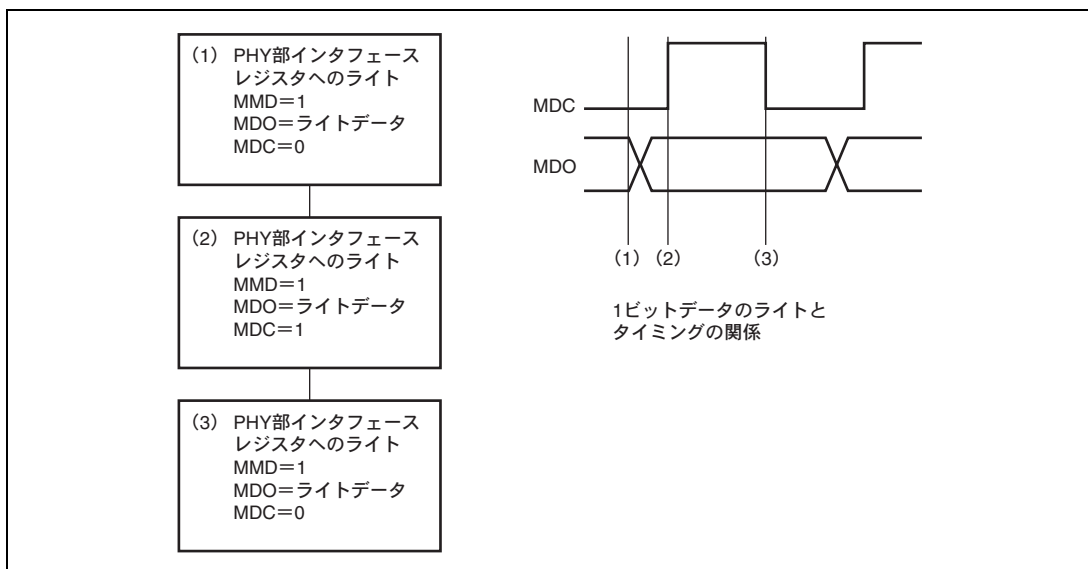 (1) PHY部インタフェース
レジスタへのライト
MMD＝1
MDO＝ライトデータ
MDC＝0
(2) PHY部インタフェース
レジスタへのライト
MMD＝1
MDO＝ライトデータ
MDC＝1
(3) PHY部インタフェース
レジスタへのライト
MMD＝1
MDO＝ライトデータ
MDC＝0
MDC
MDO
(1) (2) (3)
1ビットデータのライトと
タイミングの関係